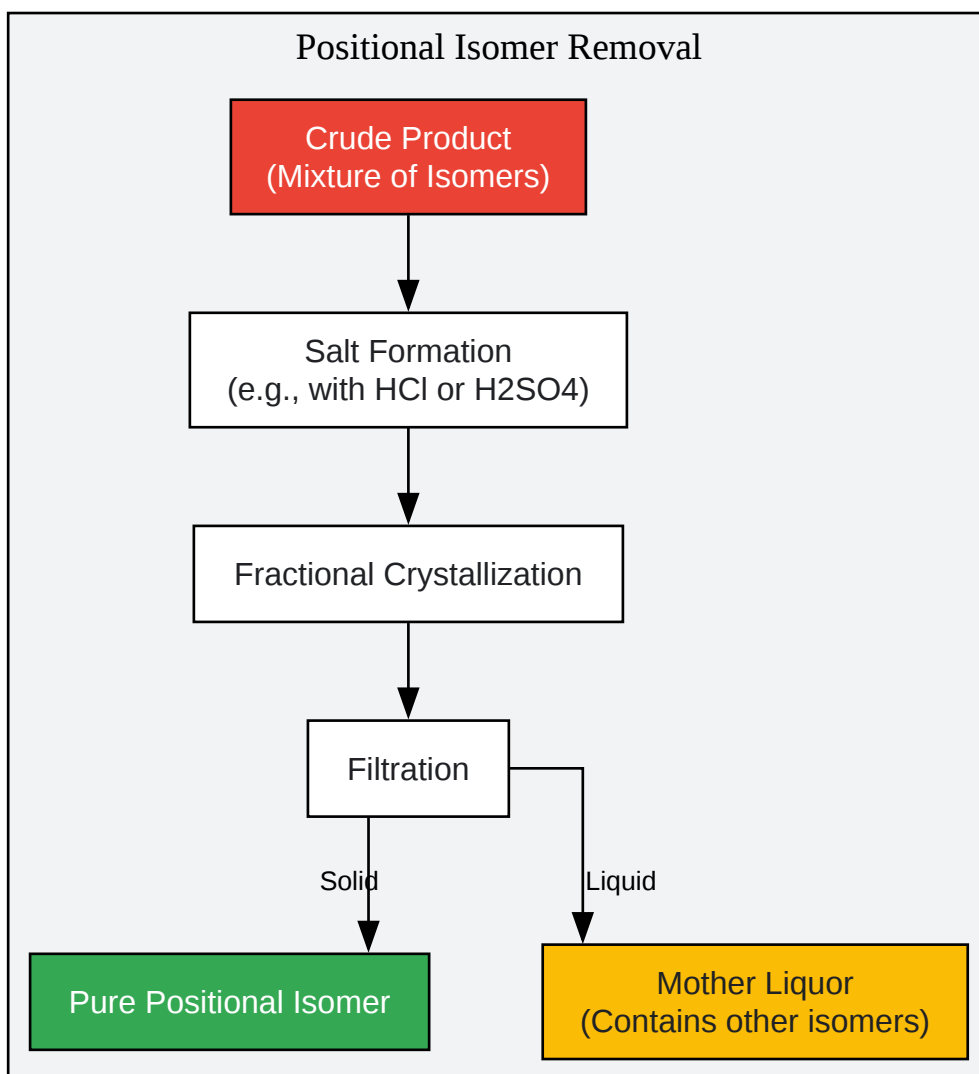 Positional Isomer Removal
Crude Product
(Mixture of Isomers)
Salt Formation
(e.g., with HCl or H2SO4)
Fractional Crystallization
Filtration
Solid
Liquid
Pure Positional Isomer
Mother Liquor
(Contains other isomers)